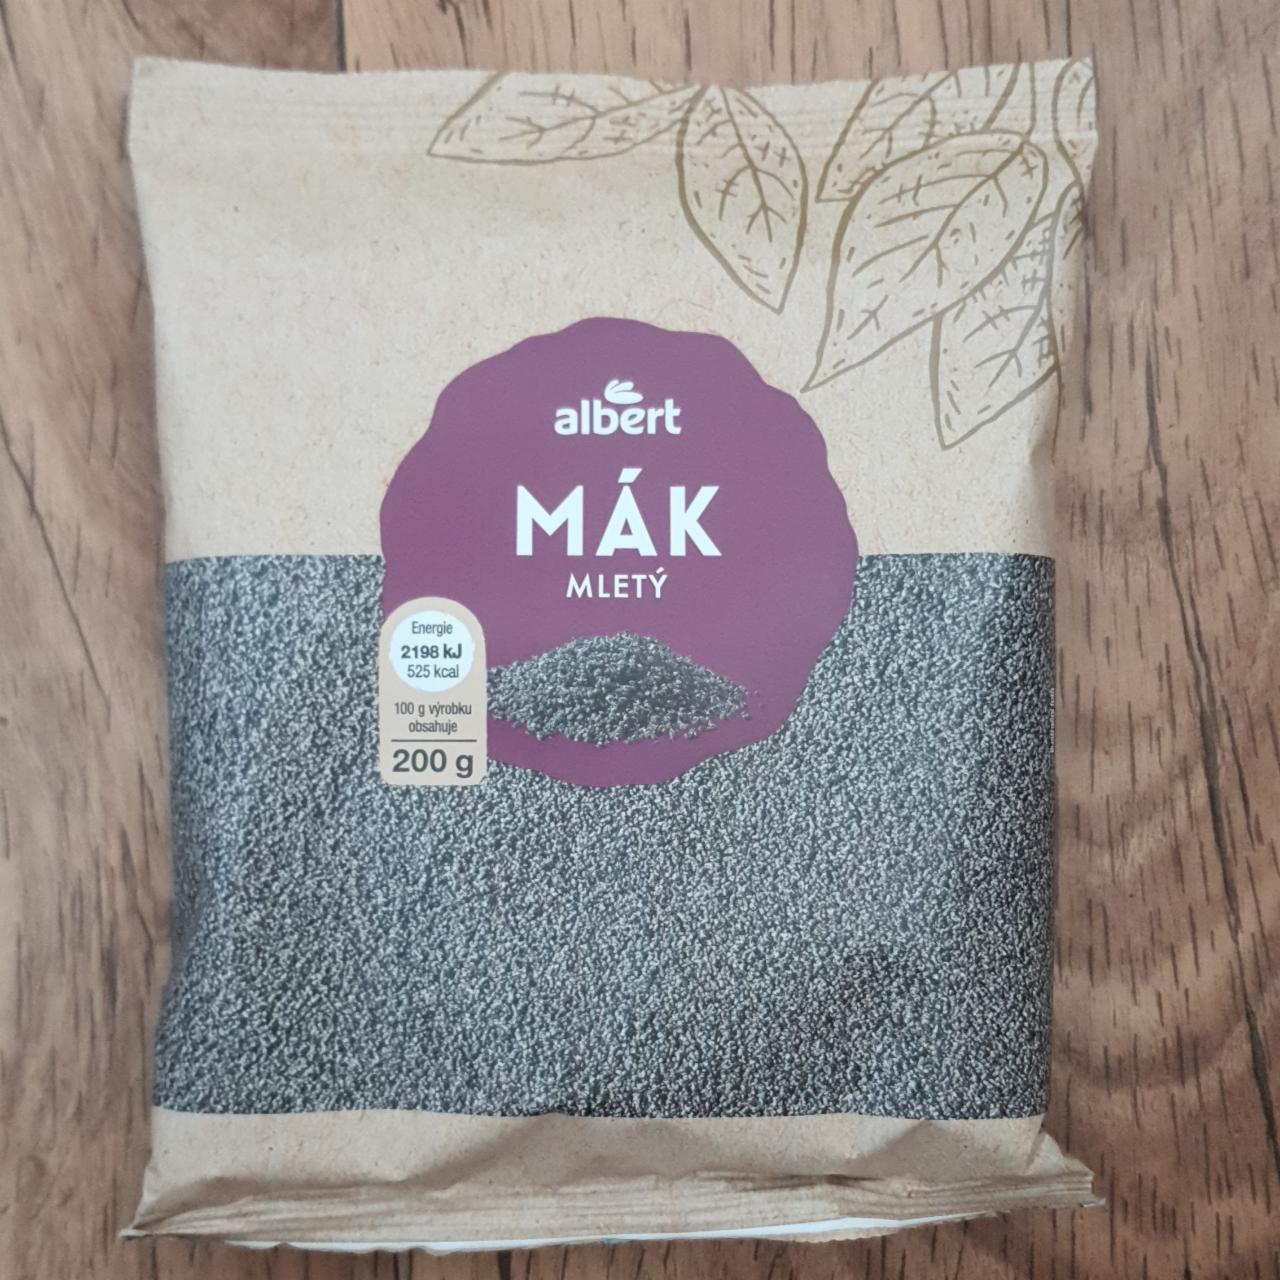 albert
MÁK
MLETÝ
Energie
2198 kJ
525 kcal
100 g výrobku
obsahuje
200 g